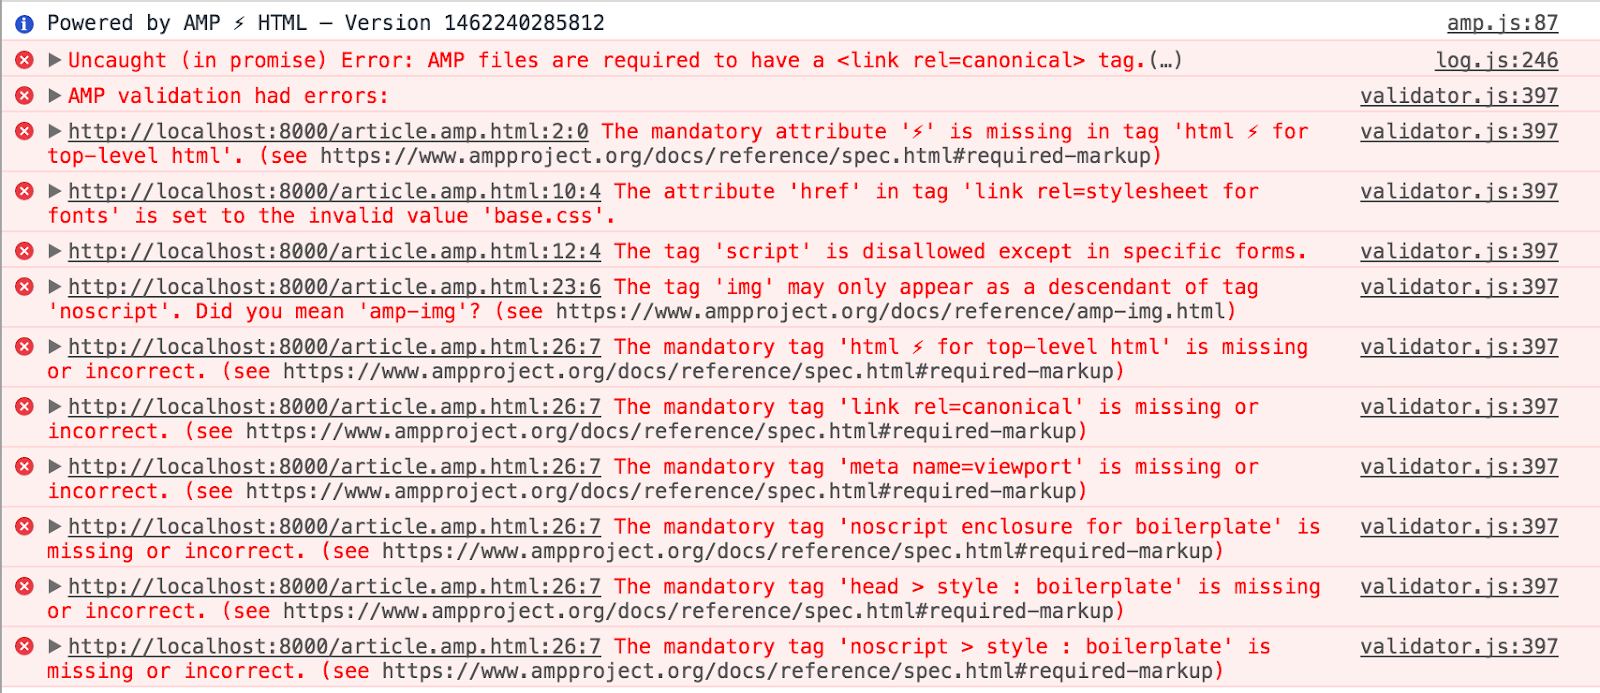 Powered by AMP ⚡ HTML – Version 1462240285812 amp.js:87
Uncaught (in promise) Error: AMP files are required to have a <link rel=canonical> tag.(…) log.js:246
AMP validation had errors: validator.js:397
http://localhost:8000/article.amp.html:2:0 The mandatory attribute '⚡' is missing in tag 'html ⚡ for validator.js:397
top-level html'. (see https://www.ampproject.org/docs/reference/spec.html#required-markup)
http://localhost:8000/article.amp.html:10:4 The attribute 'href' in tag 'link rel=stylesheet for validator.js:397
fonts' is set to the invalid value 'base.css'.
http://localhost:8000/article.amp.html:12:4 The tag 'script' is disallowed except in specific forms. validator.js:397
http://localhost:8000/article.amp.html:23:6 The tag 'img' may only appear as a descendant of tag validator.js:397
'noscript'. Did you mean 'amp-img'? (see https://www.ampproject.org/docs/reference/amp-img.html)
http://localhost:8000/article.amp.html:26:7 The mandatory tag 'html ⚡ for top-level html' is missing validator.js:397
or incorrect. (see https://www.ampproject.org/docs/reference/spec.html#required-markup)
http://localhost:8000/article.amp.html:26:7 The mandatory tag 'link rel=canonical' is missing or validator.js:397
incorrect. (see https://www.ampproject.org/docs/reference/spec.html#required-markup)
http://localhost:8000/article.amp.html:26:7 The mandatory tag 'meta name=viewport' is missing or validator.js:397
incorrect. (see https://www.ampproject.org/docs/reference/spec.html#required-markup)
http://localhost:8000/article.amp.html:26:7 The mandatory tag 'noscript enclosure for boilerplate' is validator.js:397
missing or incorrect. (see https://www.ampproject.org/docs/reference/spec.html#required-markup)
http://localhost:8000/article.amp.html:26:7 The mandatory tag 'head > style : boilerplate' is missing validator.js:397
or incorrect. (see https://www.ampproject.org/docs/reference/spec.html#required-markup)
http://localhost:8000/article.amp.html:26:7 The mandatory tag 'noscript > style : boilerplate' is validator.js:397
missing or incorrect. (see https://www.ampproject.org/docs/reference/spec.html#required-markup)